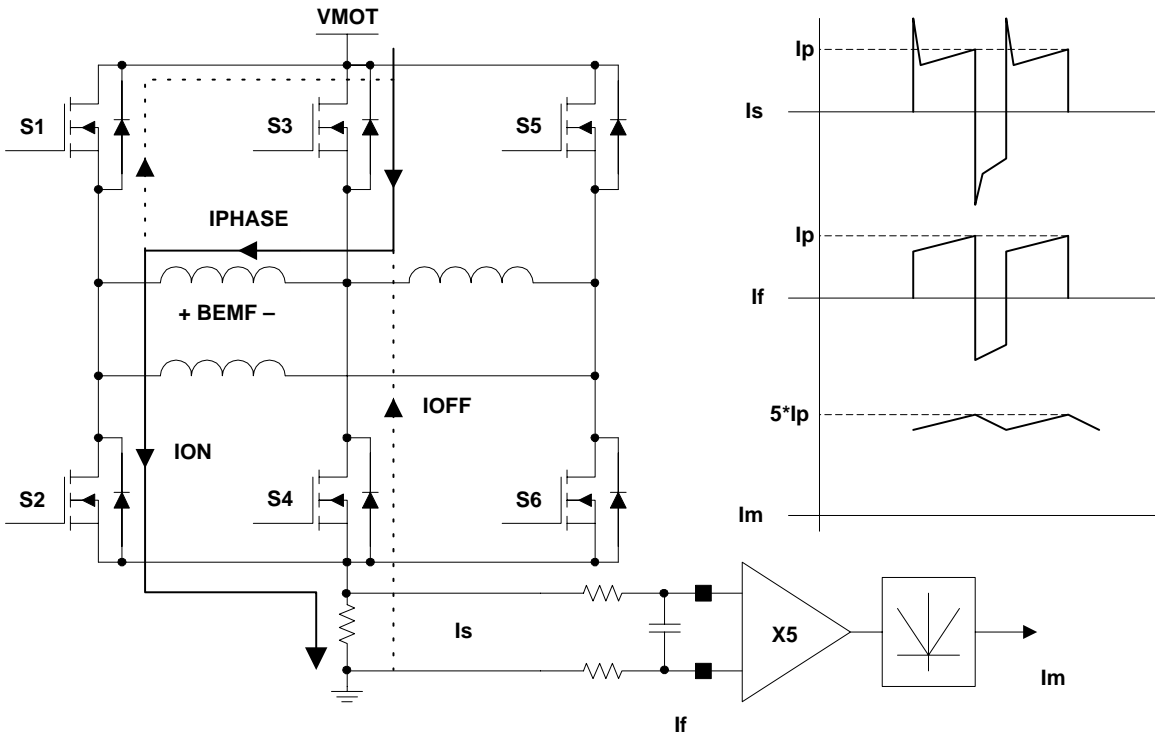 VMOT
S1
S3
S5
IPHASE
+ BEMF –
IOFF
ION
S2
S4
S6
Is
If
X5
Im
Ip
Is
Ip
If
5*Ip
Im